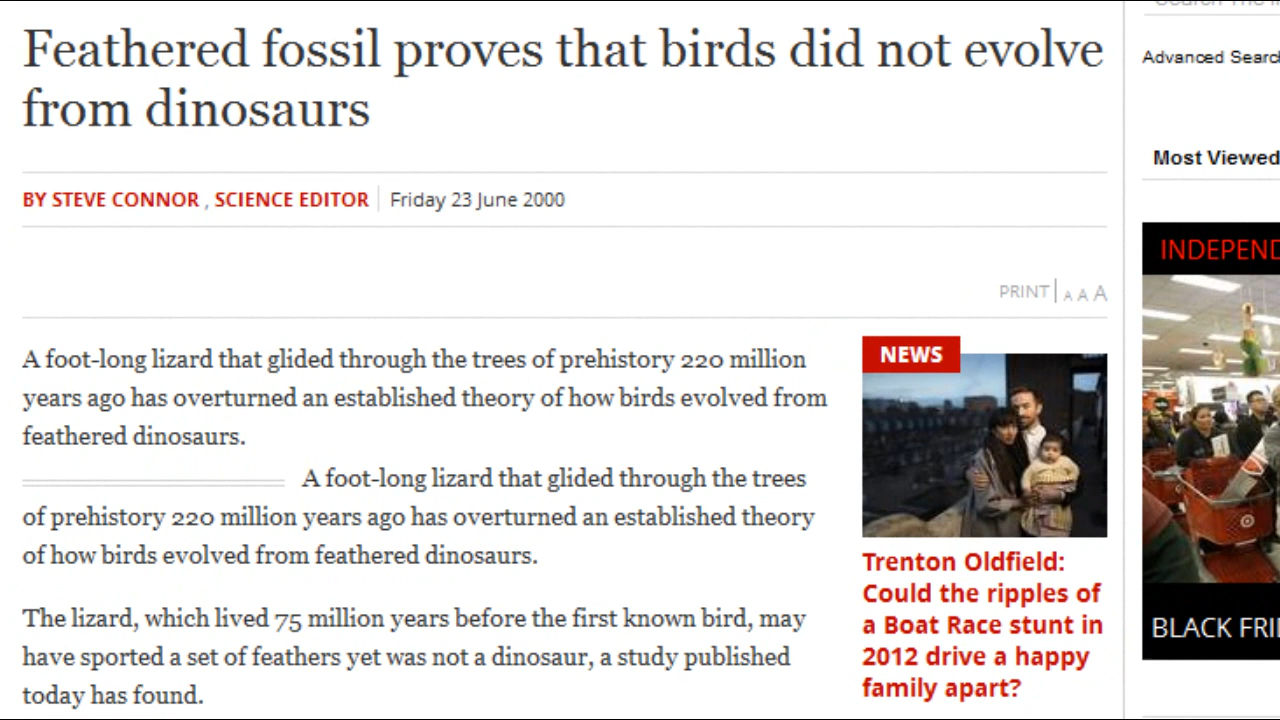 Feathered fossil proves that birds did not evolve
from dinosaurs
BY STEVE CONNOR , SCIENCE EDITOR Friday 23 June 2000
PRINT A A A
A foot-long lizard that glided through the trees of prehistory 220 million
years ago has overturned an established theory of how birds evolved from
feathered dinosaurs.
A foot-long lizard that glided through the trees
of prehistory 220 million years ago has overturned an established theory
of how birds evolved from feathered dinosaurs.
The lizard, which lived 75 million years before the first known bird, may
have sported a set of feathers yet was not a dinosaur, a study published
today has found.
NEWS
Trenton Oldfield:
Could the ripples of
a Boat Race stunt in
2012 drive a happy
family apart?
Advanced Searc
Most Viewed
INDEPEND
BLACK FRI